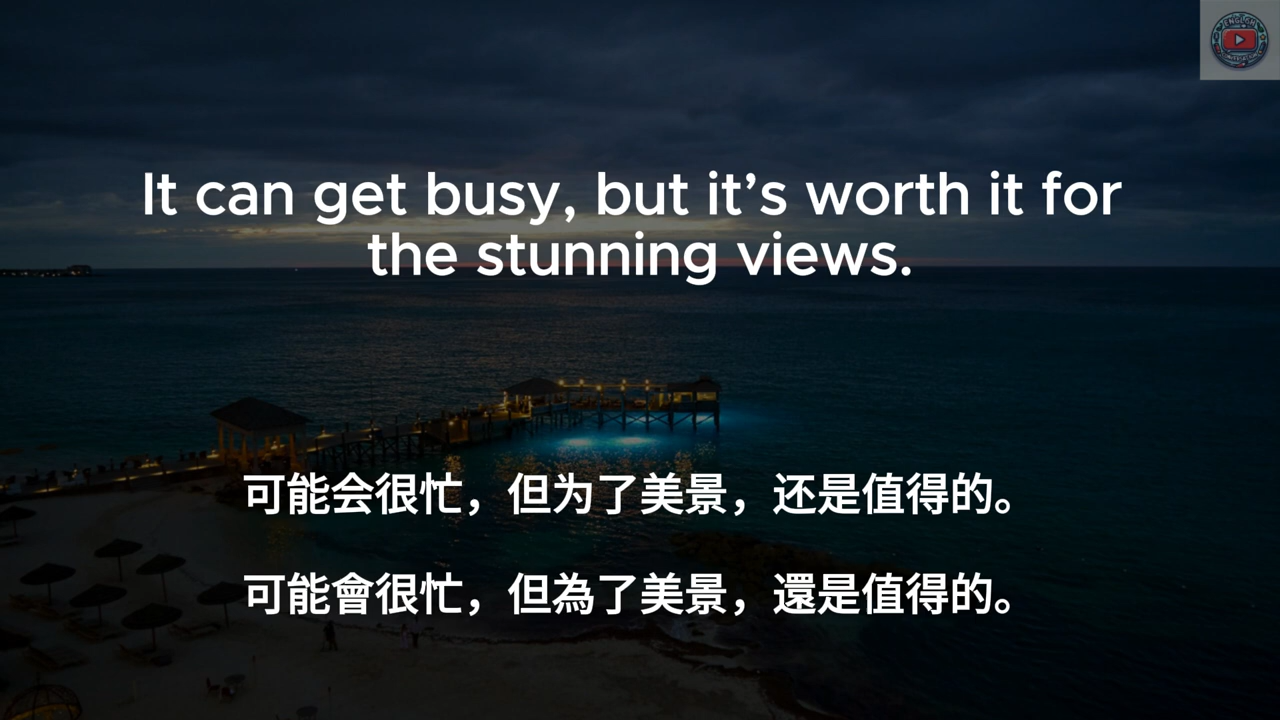 It can get busy, but it’s worth it for
the stunning views.
可能会很忙，但为了美景，还是值得的。
可能會很忙，但為了美景，還是值得的。